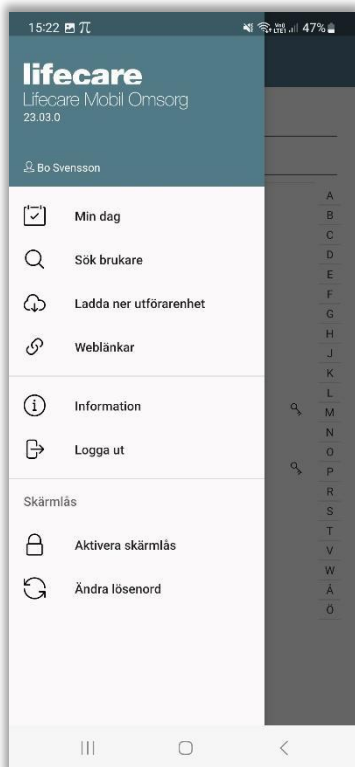 15:22 π 47%
lifecare
Lifecare Mobil Omsorg
23.03.0
Bo Svensson
Min dag
Sök brukare
Ladda ner utförarenhet
Weblänkar
Information
Logga ut
Skärmlås
Aktivera skärmlås
Ändra lösenord
A
B
C
D
E
F
G
H
J
K
L
M
N
O
P
R
S
T
V
W
Å
Ö